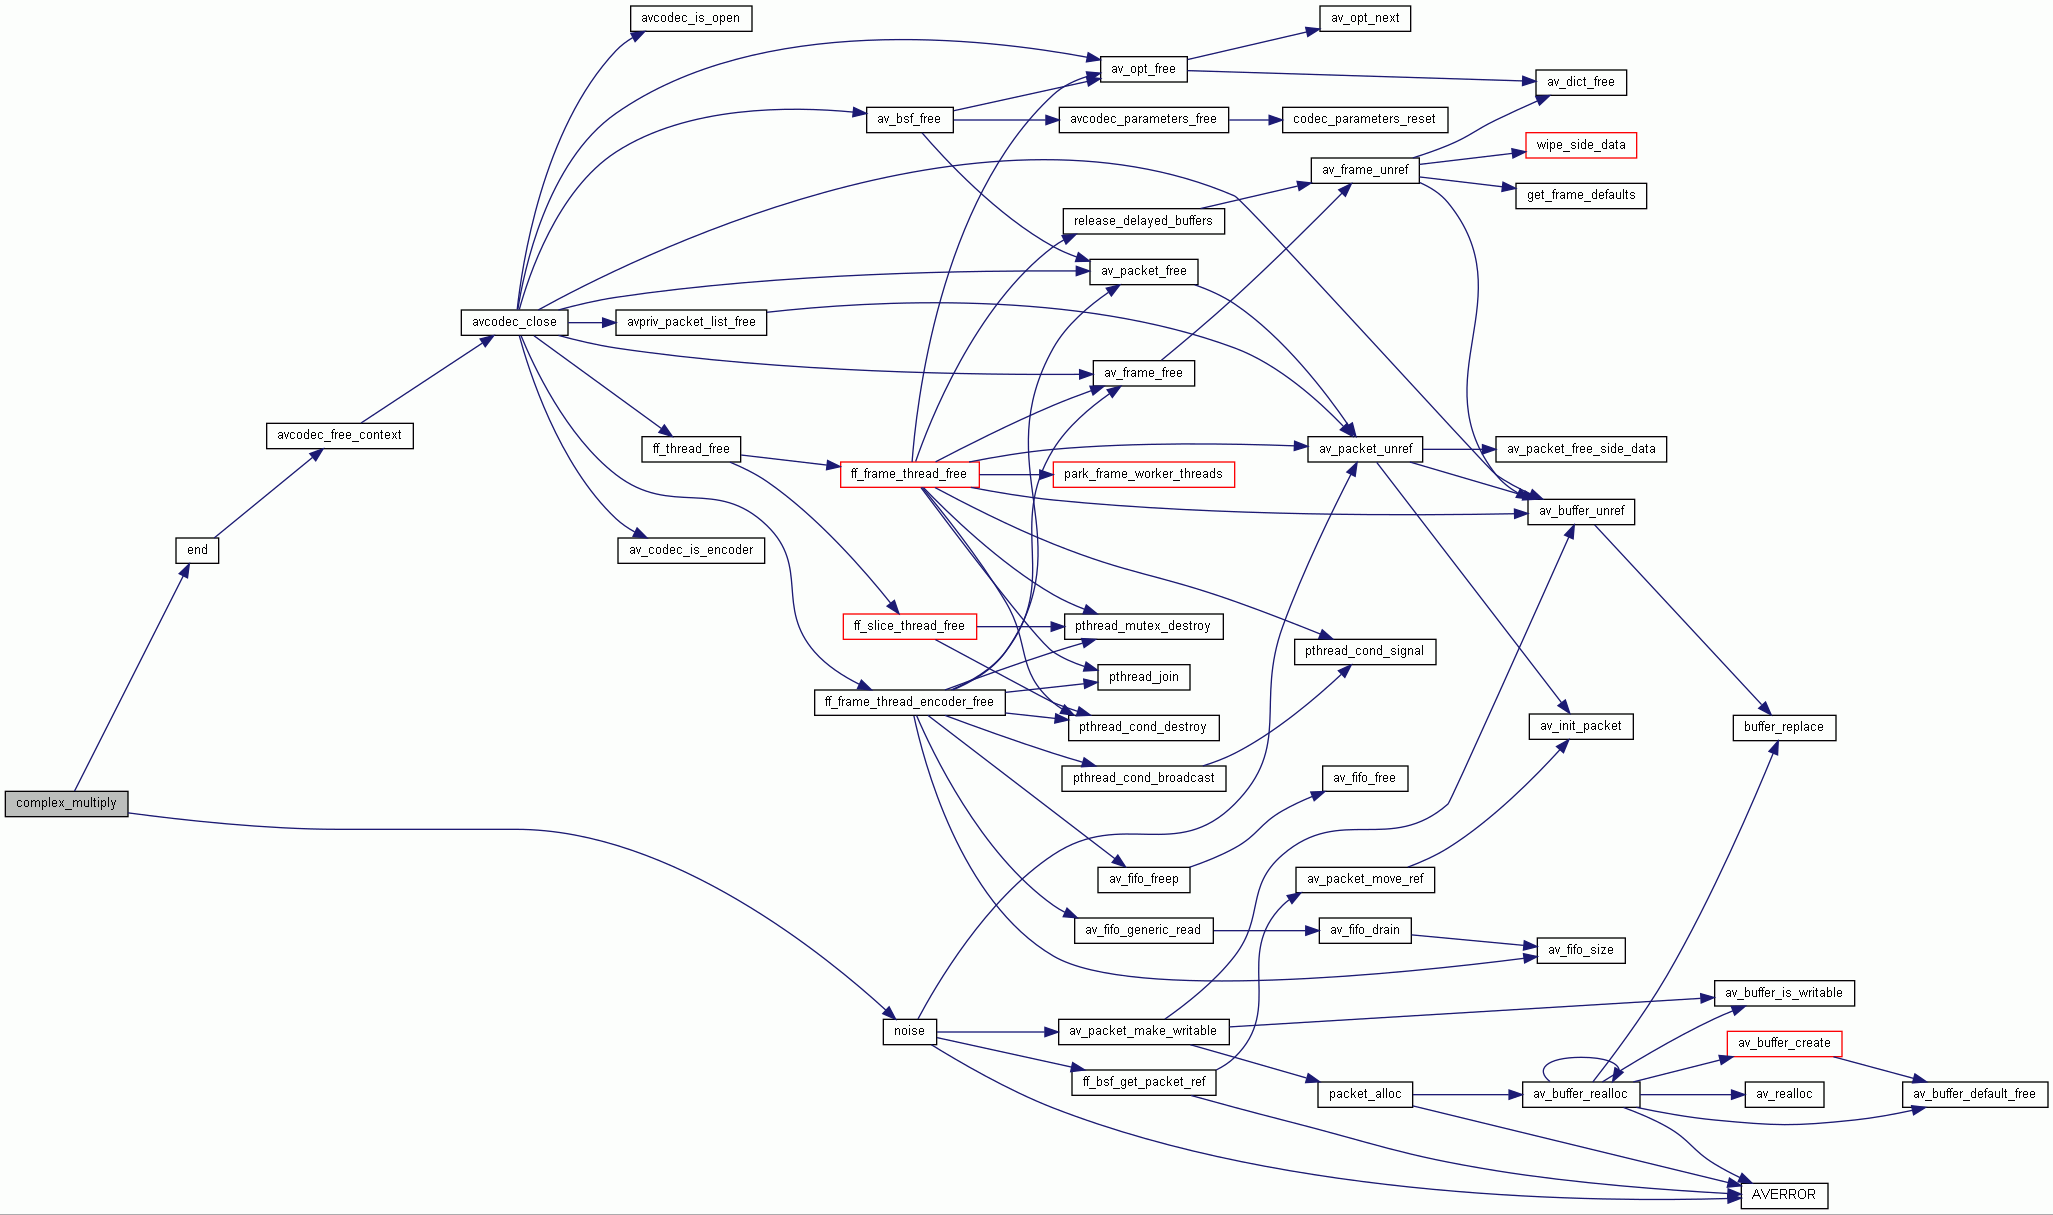 avcodec_is_open
av_opt_next
av_opt_free
av_dict_free
av_bsf_free
avcodec_parameters_free
codec_parameters_reset
wipe_side_data
av_frame_unref
get_frame_defaults
release_delayed_buffers
av_packet_free
avcodec_close
avpriv_packet_list_free
av_frame_free
avcodec_free_context
ff_thread_free
av_packet_unref
av_packet_free_side_data
ff_frame_thread_free
park_frame_worker_threads
av_buffer_unref
end
av_codec_is_encoder
ff_slice_thread_free
pthread_mutex_destroy
pthread_cond_signal
pthread_join
ff_frame_thread_encoder_free
pthread_cond_destroy
av_init_packet
buffer_replace
pthread_cond_broadcast
av_fifo_free
complex_multiply
av_fifo_freep
av_packet_move_ref
av_fifo_generic_read
av_fifo_drain
av_fifo_size
av_buffer_is_writable
noise
av_packet_make_writable
av_buffer_create
ff_bsf_get_packet_ref
packet_alloc
av_buffer_realloc
av_realloc
av_buffer_default_free
AVERROR